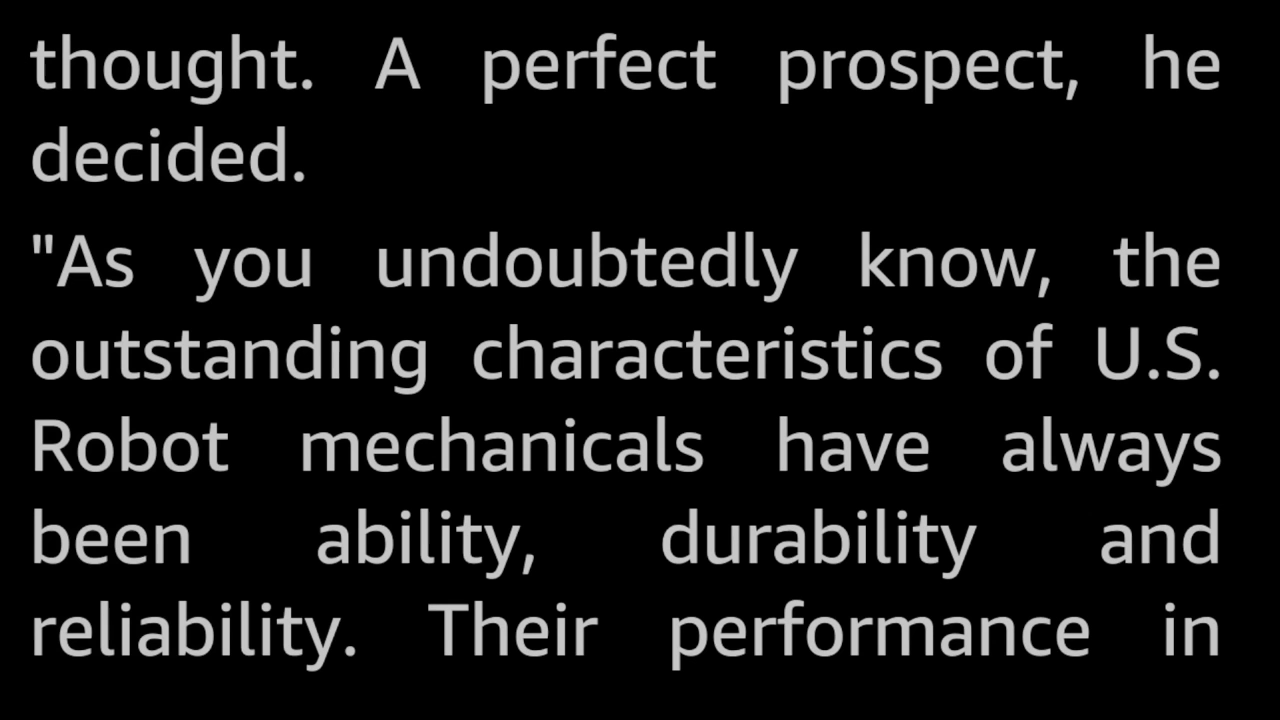 thought. A perfect prospect, he
decided.
"As you undoubtedly know, the
outstanding characteristics of U.S.
Robot mechanicals have always
been ability, durability and
reliability. Their performance in